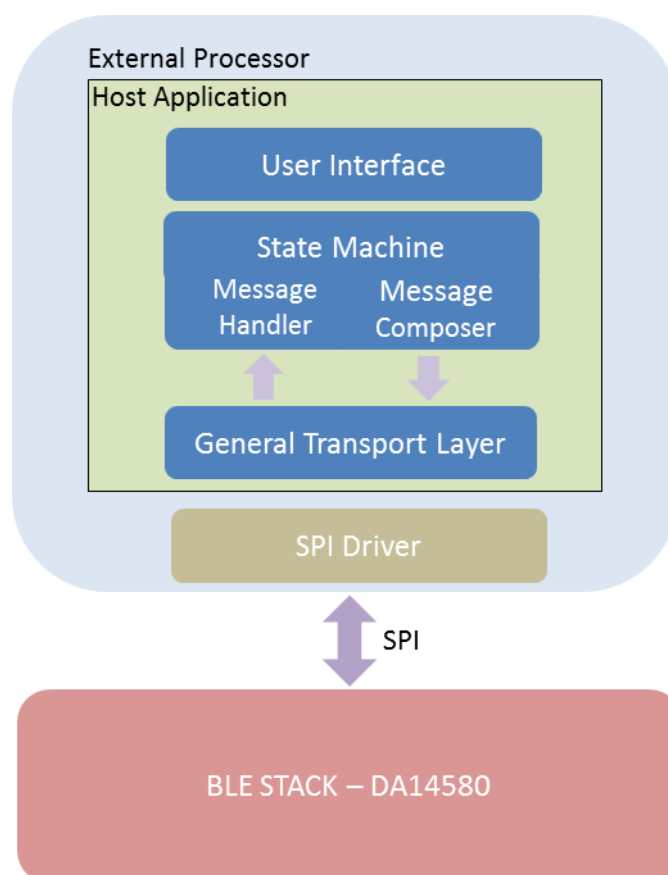 External Processor
Host Application
User Interface
State Machine
Message Handler
Message Composer
General Transport Layer
SPI Driver
SPI
BLE STACK – DA14580